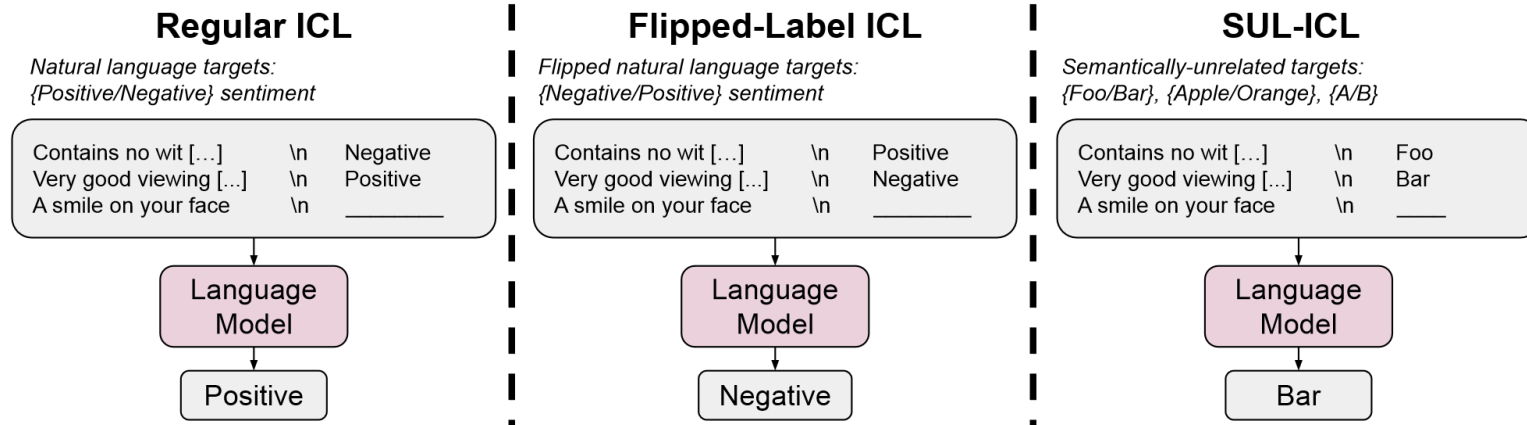 Regular ICL
Natural language targets:
{Positive/Negative} sentiment
Contains no wit […] \n Negative
Very good viewing [...] \n Positive
A smile on your face \n ________
Language
Model
Positive
Flipped-Label ICL
Flipped natural language targets:
{Negative/Positive} sentiment
Contains no wit […] \n Positive
Very good viewing [...] \n Negative
A smile on your face \n ________
Language
Model
Negative
SUL-ICL
Semantically-unrelated targets:
{Foo/Bar}, {Apple/Orange}, {A/B}
Contains no wit […] \n Foo
Very good viewing [...] \n Bar
A smile on your face \n ____
Language
Model
Bar